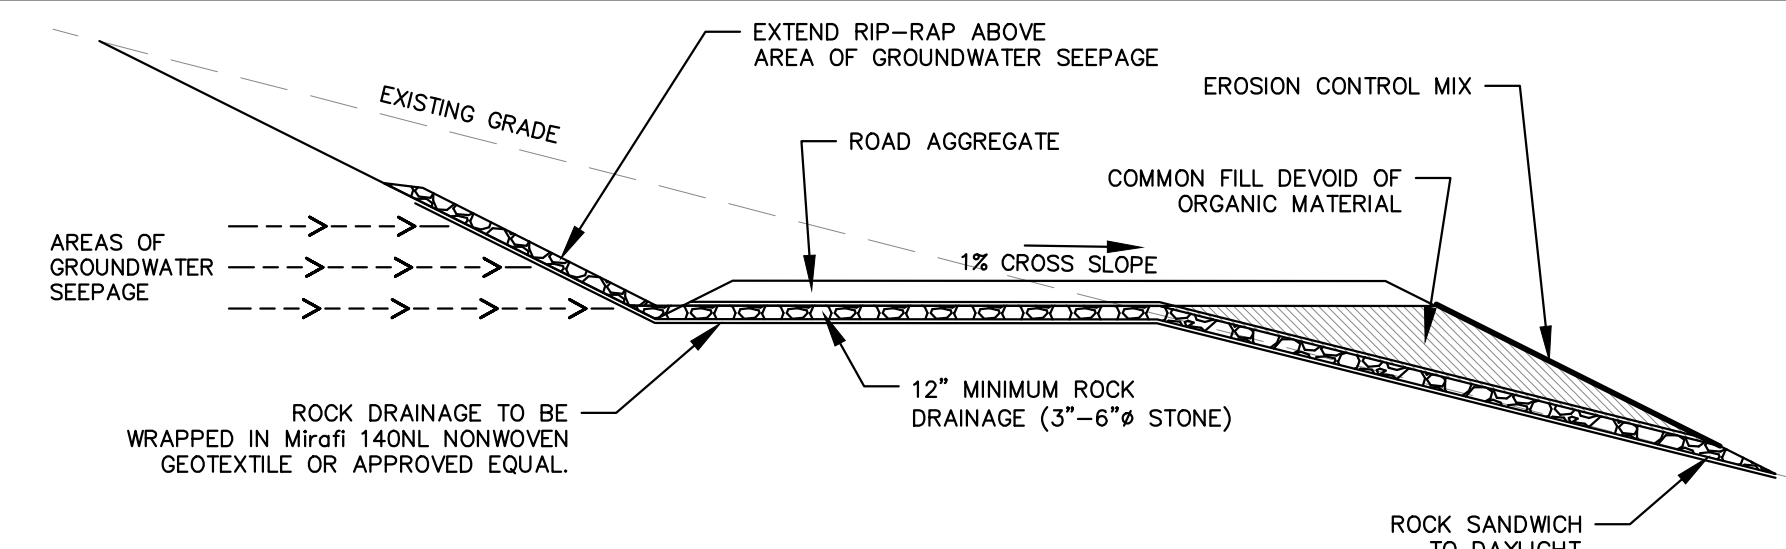 EXTEND RIP-RAP ABOVE
AREA OF GROUNDWATER SEEPAGE
EROSION CONTROL MIX
EXISTING GRADE
ROAD AGGREGATE
COMMON FILL DEVOID OF
ORGANIC MATERIAL
AREAS OF
GROUNDWATER
SEEPAGE
1% CROSS SLOPE
12" MINIMUM ROCK
DRAINAGE (3"-6"ø STONE)
ROCK DRAINAGE TO BE
WRAPPED IN Mirafi 140NL NONWOVEN
GEOTEXTILE OR APPROVED EQUAL.
ROCK SANDWICH
TO DAYLIGHT